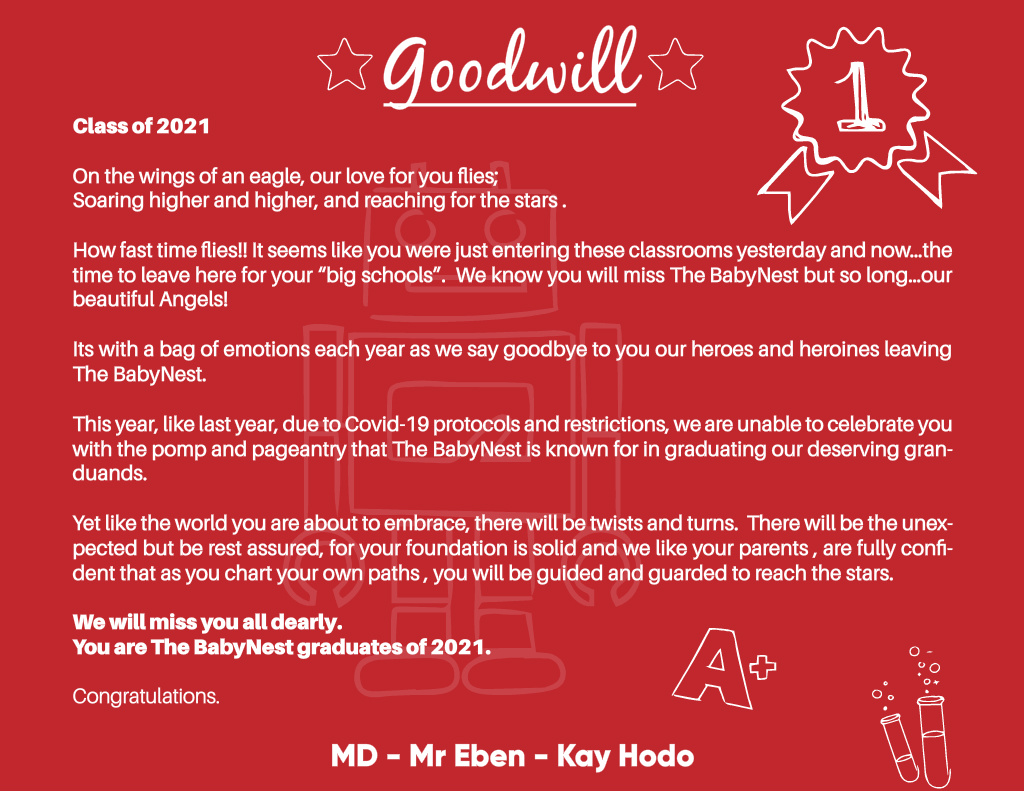 Goodwill
1
Class of 2021
On the wings of an eagle, our love for you flies;
Soaring higher and higher, and reaching for the stars .
How fast time flies!! It seems like you were just entering these classrooms yesterday and now...the
time to leave here for your “big schools”.  We know you will miss The BabyNest but so long...our
beautiful Angels!
Its with a bag of emotions each year as we say goodbye to you our heroes and heroines leaving
The BabyNest.
This year, like last year, due to Covid-19 protocols and restrictions, we are unable to celebrate you
with the pomp and pageantry that The BabyNest is known for in graduating our deserving gran-
duands.
Yet like the world you are about to embrace, there will be twists and turns.  There will be the unex-
pected but be rest assured, for your foundation is solid and we like your parents , are fully confi-
dent that as you chart your own paths , you will be guided and guarded to reach the stars.
We will miss you all dearly.
You are The BabyNest graduates of 2021.
Congratulations.
A+
MD - Mr Eben - Kay Hodo